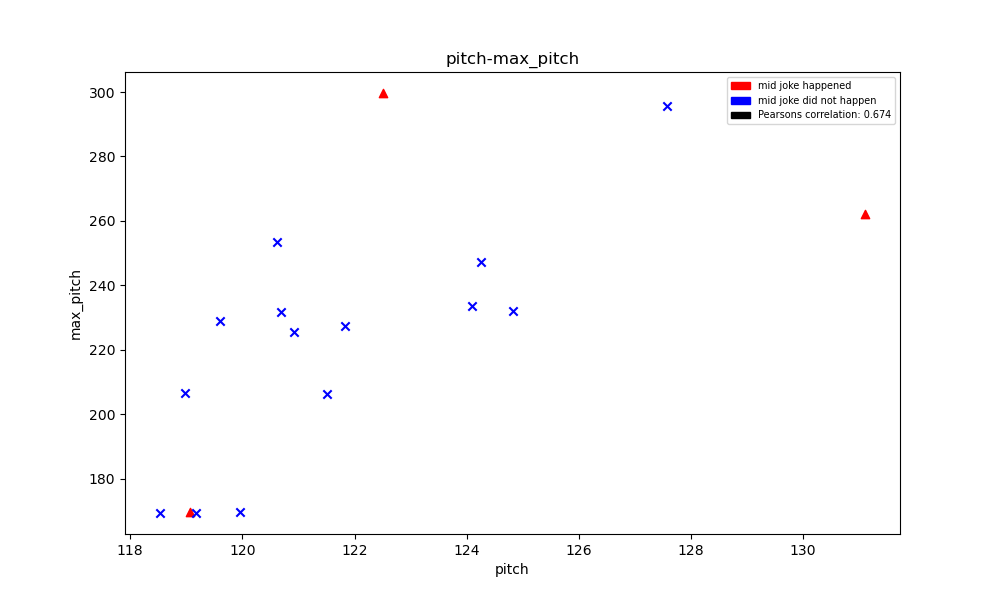 pitch-max_pitch
mid joke happened
mid joke did not happen
Pearsons correlation: 0.674
max_pitch
300
280
260
240
220
200
180
118 120 122 124 126 128 130
pitch